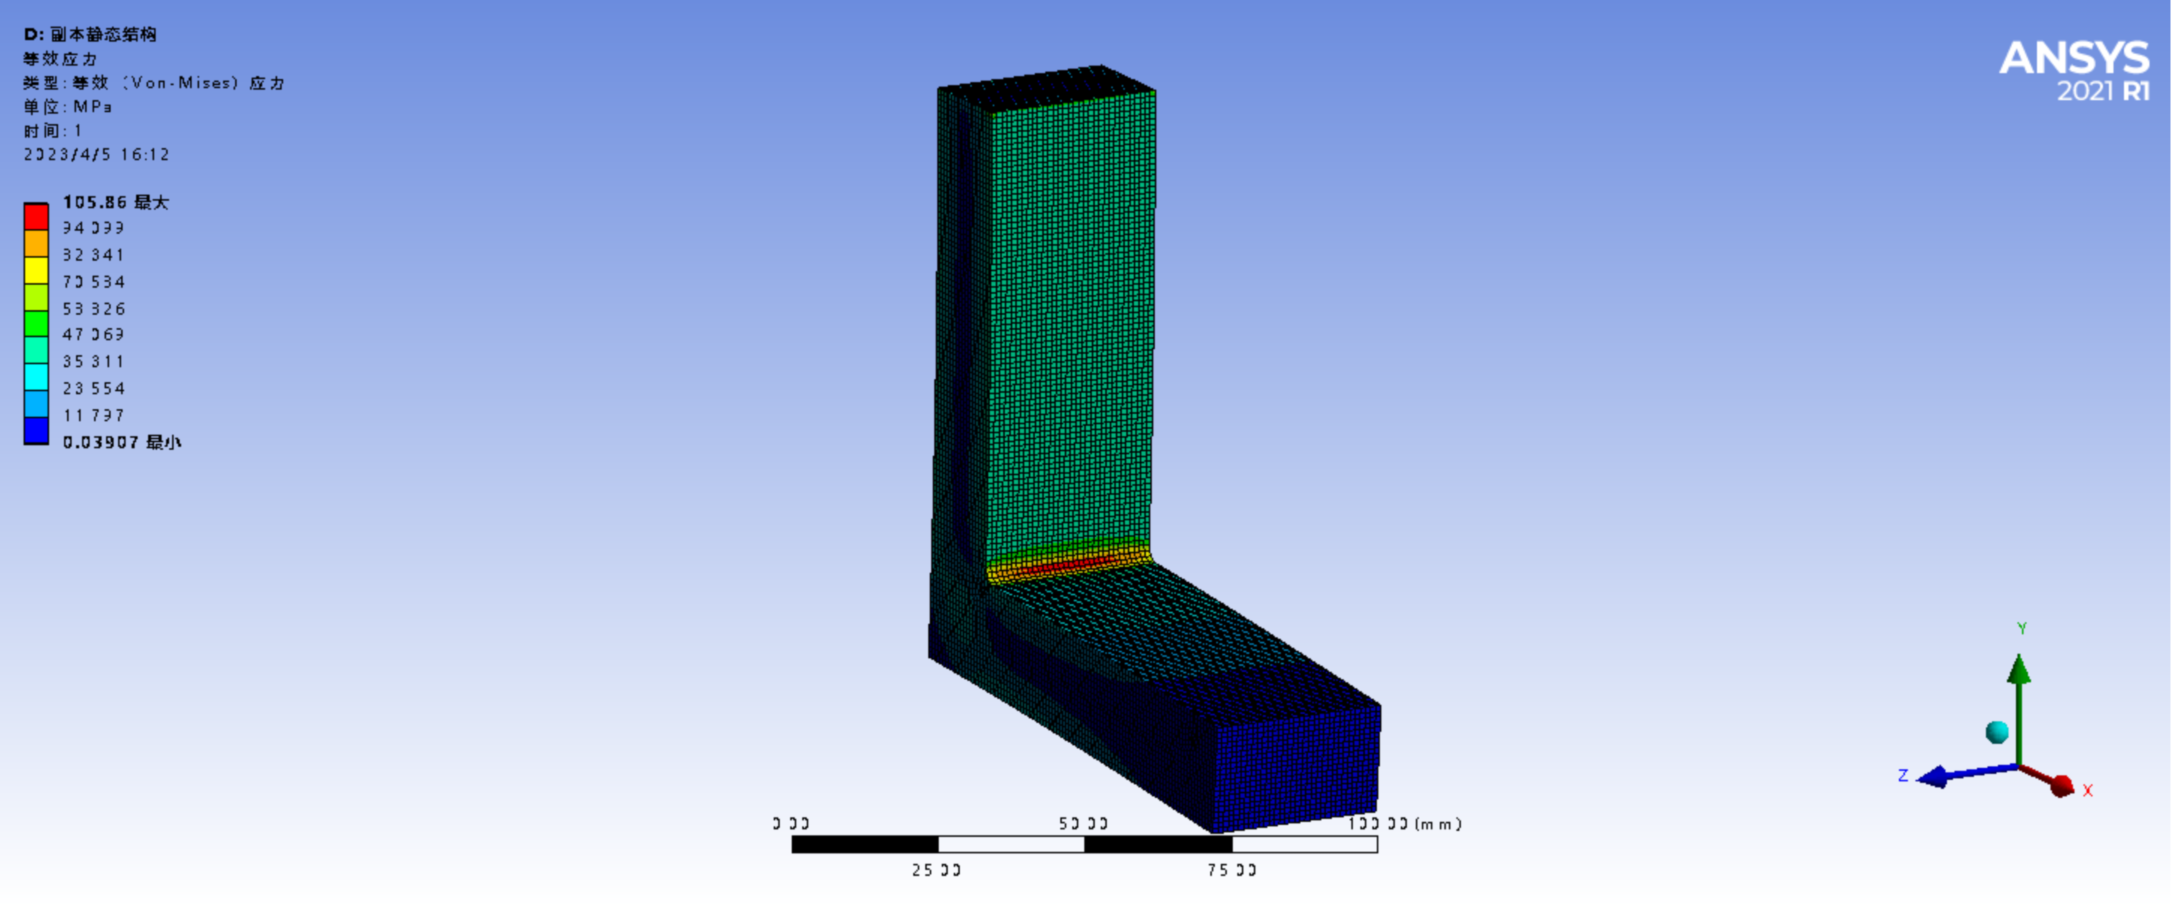 D: 副本静态结构
等效应力
类型: 等效 (Von-Mises) 应力
单位: MPa
时间: 1
2023/4/5 16:12
105.86 最大
94.099
82.341
70.584
58.826
47.069
35.311
23.554
11.797
0.03907 最小
ANSYS
2021 R1
Y
Z
X
0.00
50.00
100.00 (mm)
25.00
75.00